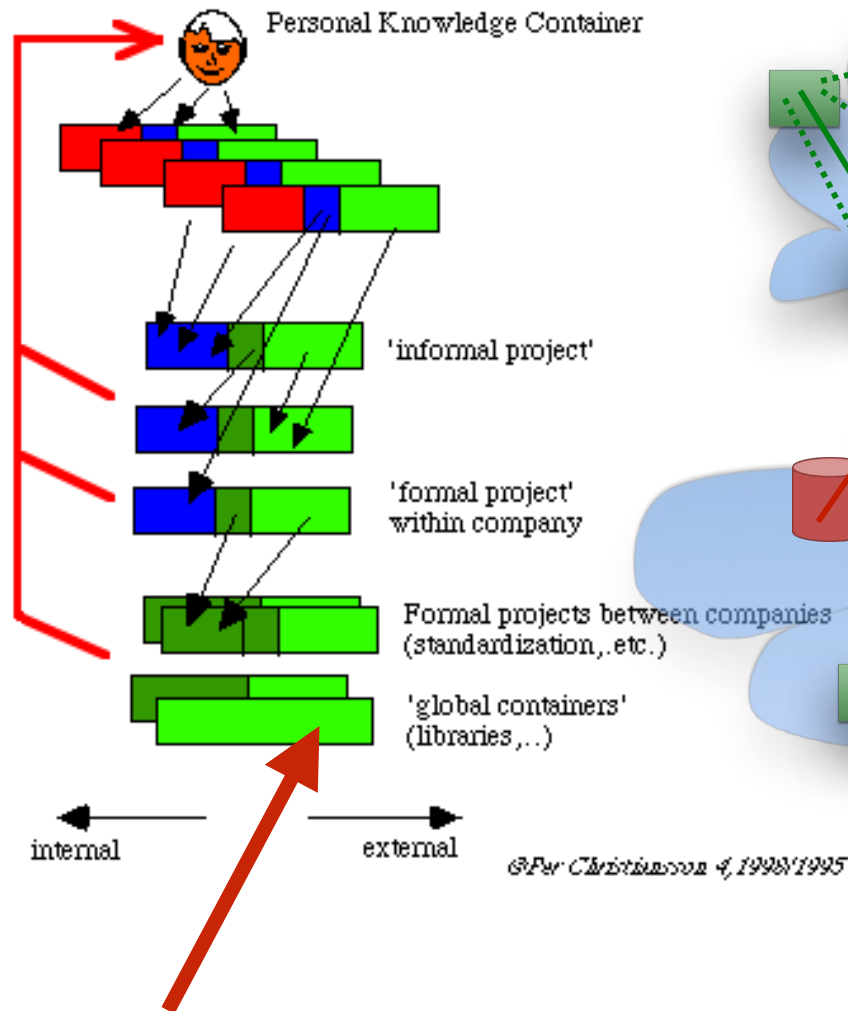 Personal Knowledge Container
'informal project'
'formal project'
within company
Formal projects between companies
(standardization,.etc.)
'global containers'
(libraries,..)
internal
external
@Per Christiansson 4,1998/1995